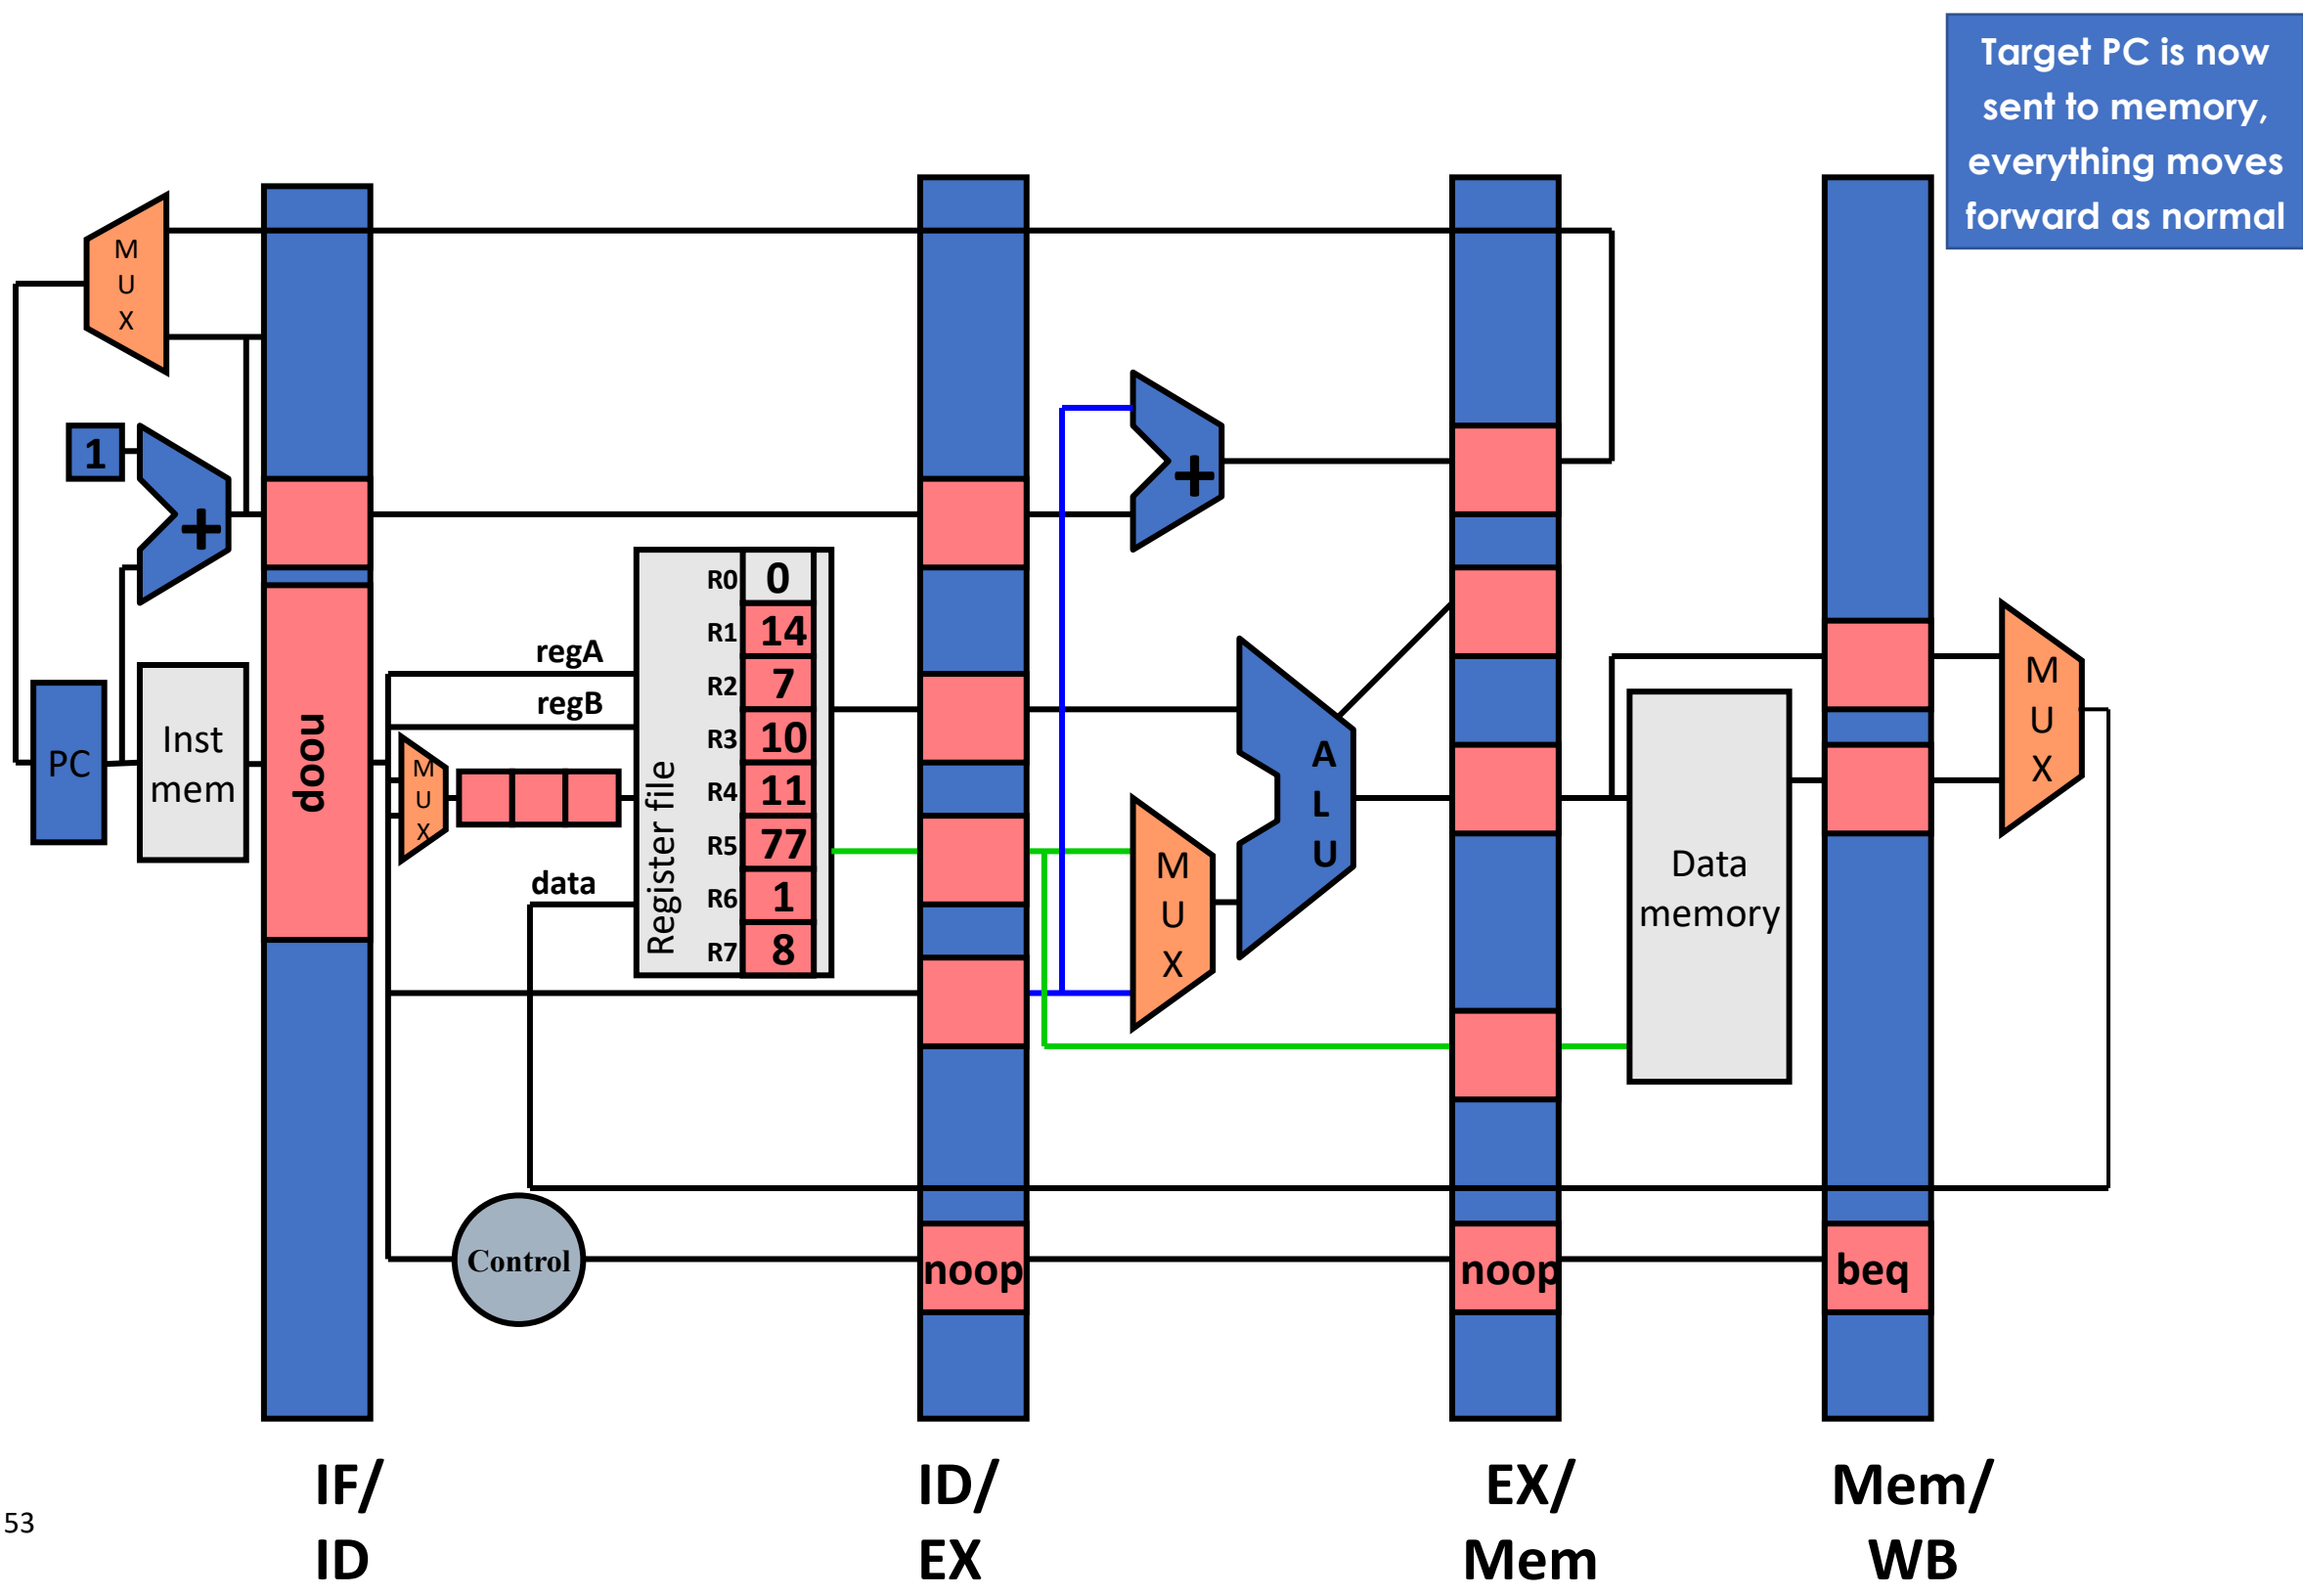 Target PC is now
sent to memory,
everything moves
forward as normal
M
U
X
1
+
+
R0 0
R1 14
R2 7
R3 10
R4 11
R5 77
R6 1
R7 8
Register file
regA
regB
data
PC
Inst
mem
noop
M
U
X
M
U
X
A
L
U
Data
memory
M
U
X
Control
noop
noop
beq
IF/
ID
ID/
EX
EX/
Mem
Mem/
WB
53